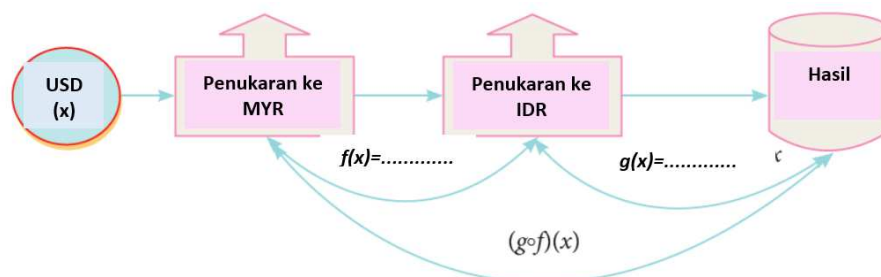 USD
(x)
Penukaran ke
MYR
Penukaran ke
IDR
Hasil
f(x)=.............
g(x)=.............
(g∘f)(x)